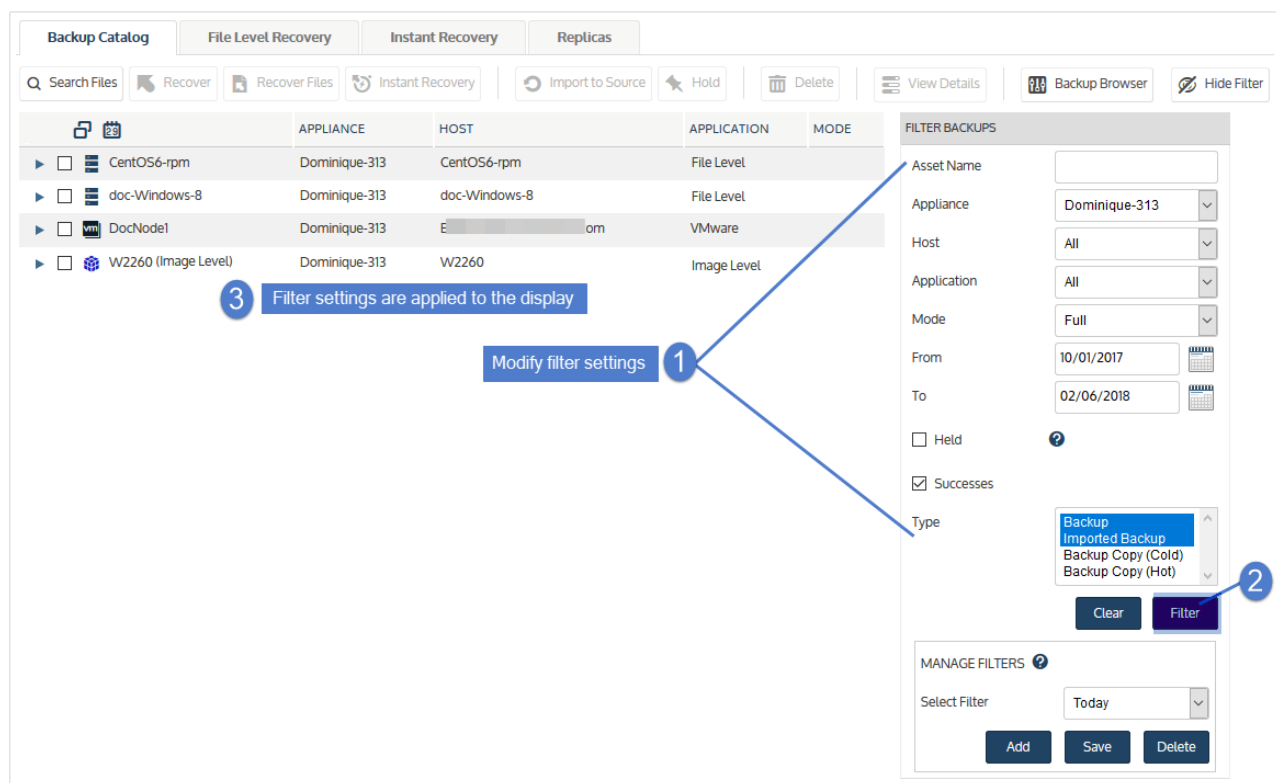 Backup Catalog File Level Recovery Instant Recovery Replicas
Search Files Recover Recover Files Instant Recovery Import to Source Hold Delete View Details Backup Browser Hide Filter
29 APPLIANCE HOST APPLICATION MODE
CentOS6-rpm Dominique-313 CentOS6-rpm File Level
doc-Windows-8 Dominique-313 doc-Windows-8 File Level
vm DocNode1 Dominique-313 E om VMware
W2260 (Image Level) Dominique-313 W2260 Image Level
3 Filter settings are applied to the display
Modify filter settings 1
FILTER BACKUPS
Asset Name
Appliance Dominique-313
Host All
Application All
Mode Full
From 10/01/2017
To 02/06/2018
Held ?
Successes
Type Backup
Imported Backup
Backup Copy (Cold)
Backup Copy (Hot)
2
Clear Filter
MANAGE FILTERS ?
Select Filter Today
Add Save Delete